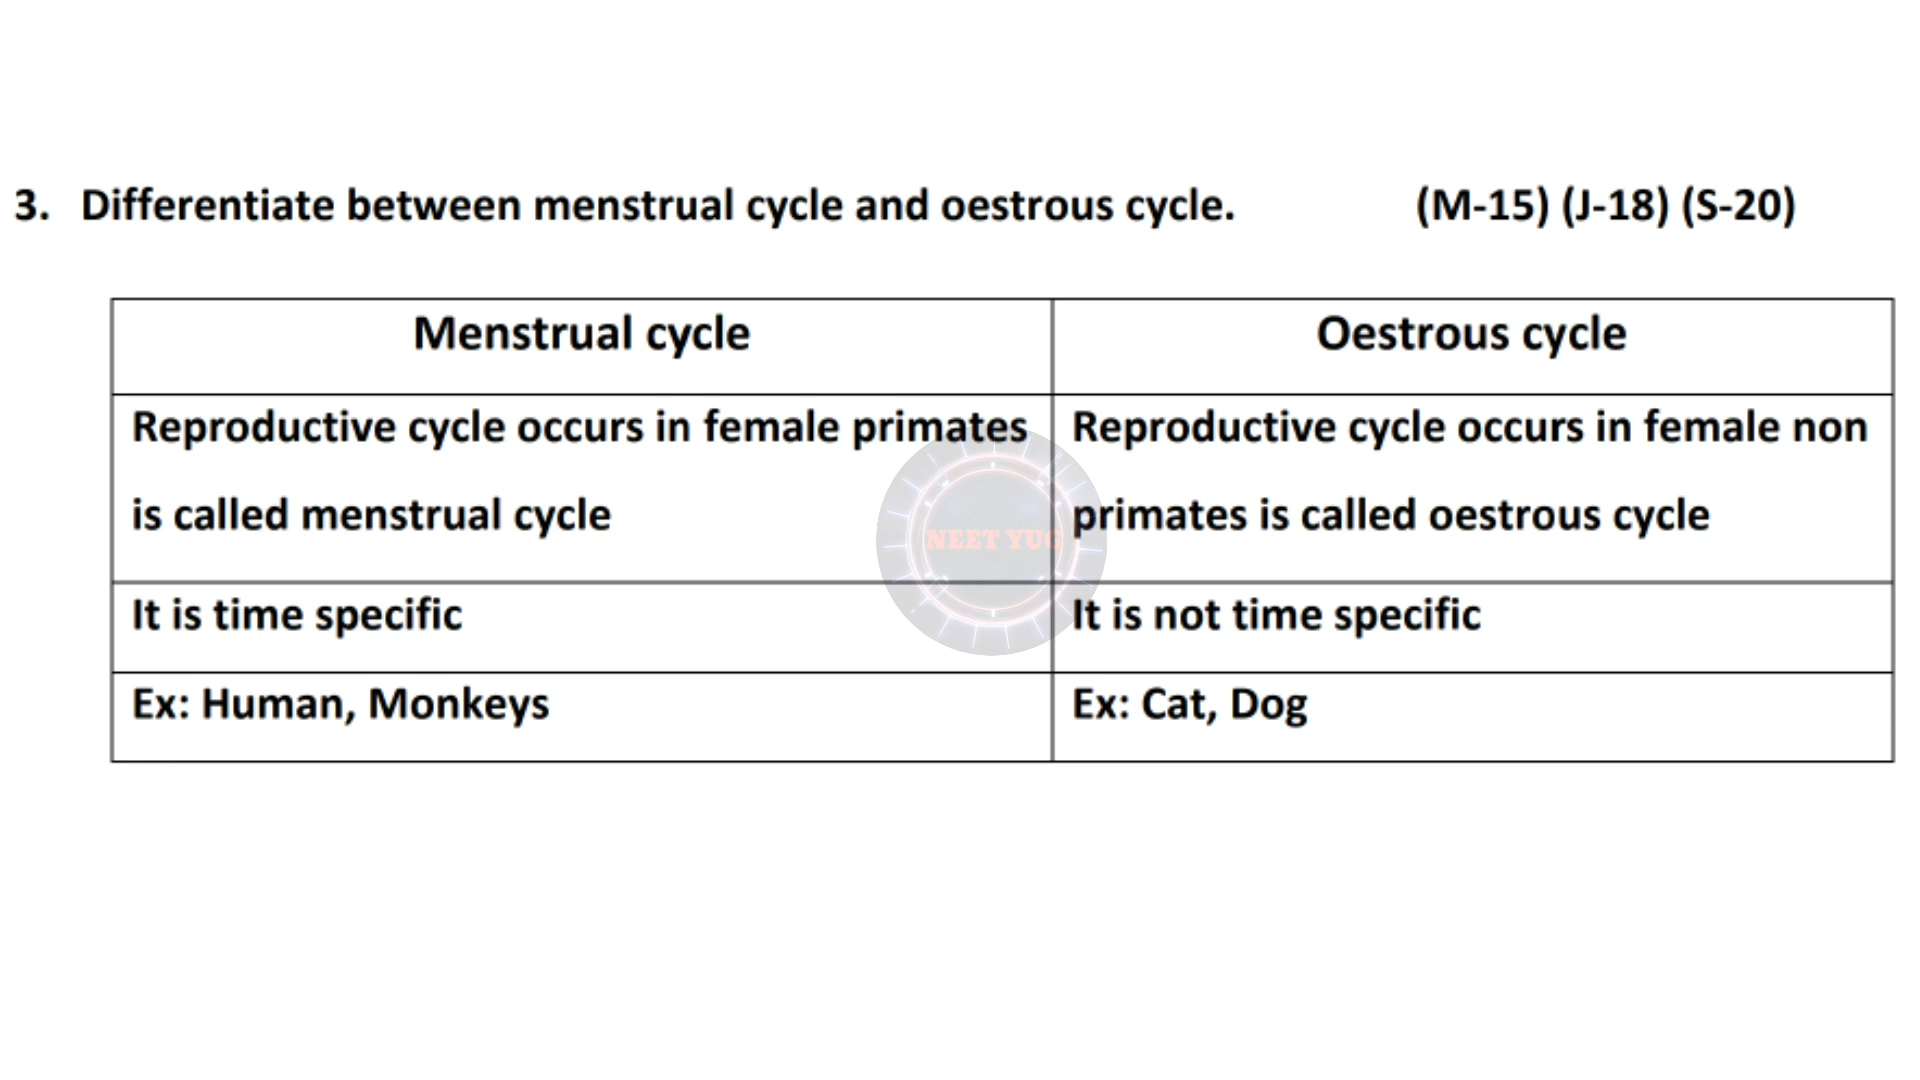 3. Differentiate between menstrual cycle and oestrous cycle. (M-15) (J-18) (S-20)
Menstrual cycle
Oestrous cycle
Reproductive cycle occurs in female primates
is called menstrual cycle
Reproductive cycle occurs in female non
primates is called oestrous cycle
It is time specific
It is not time specific
Ex: Human, Monkeys
Ex: Cat, Dog
NEET YUG